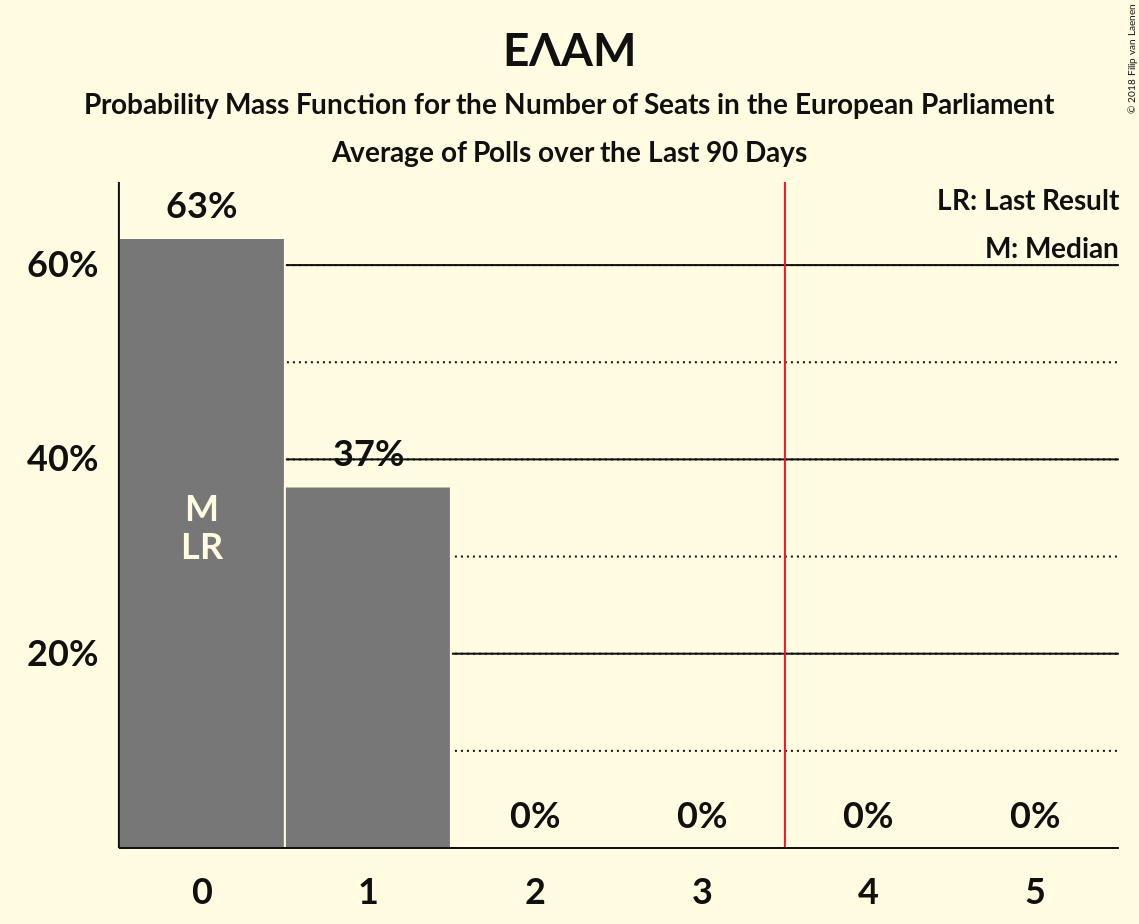 ΕΛΑΜ
Probability Mass Function for the Number of Seats in the European Parliament
Average of Polls over the Last 90 Days
© 2018 Filip van Laenen
LR: Last Result
M: Median
63%
60%
40%
37%
M
LR
20%
0% 0% 0% 0%
0 1 2 3 4 5